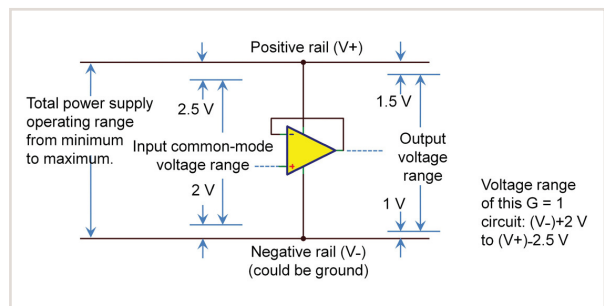 Positive rail (V+)
Total power supply
operating range
from minimum
to maximum.
2.5 V
Input common-mode
voltage range
2 V
-
+
1.5 V
Output
voltage
range
1 V
Negative rail (V-)
(could be ground)
Voltage range
of this G = 1
circuit: (V-)+2 V
to (V+)-2.5 V